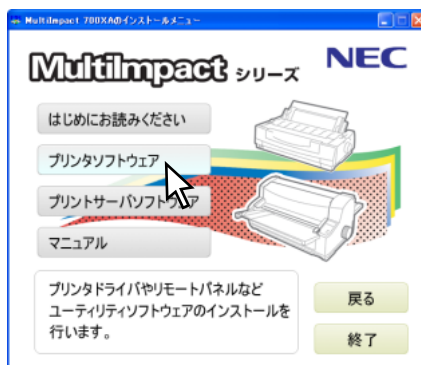 MultiImpact 700XAのインストールメニュー
MultiImpact シリーズ
NEC
はじめにお読みください
プリンタソフトウェア
プリントサーバソフトウェア
マニュアル
プリンタドライバやリモートパネルなど
ユーティリティソフトウェアのインストールを
行います。
戻る
終了